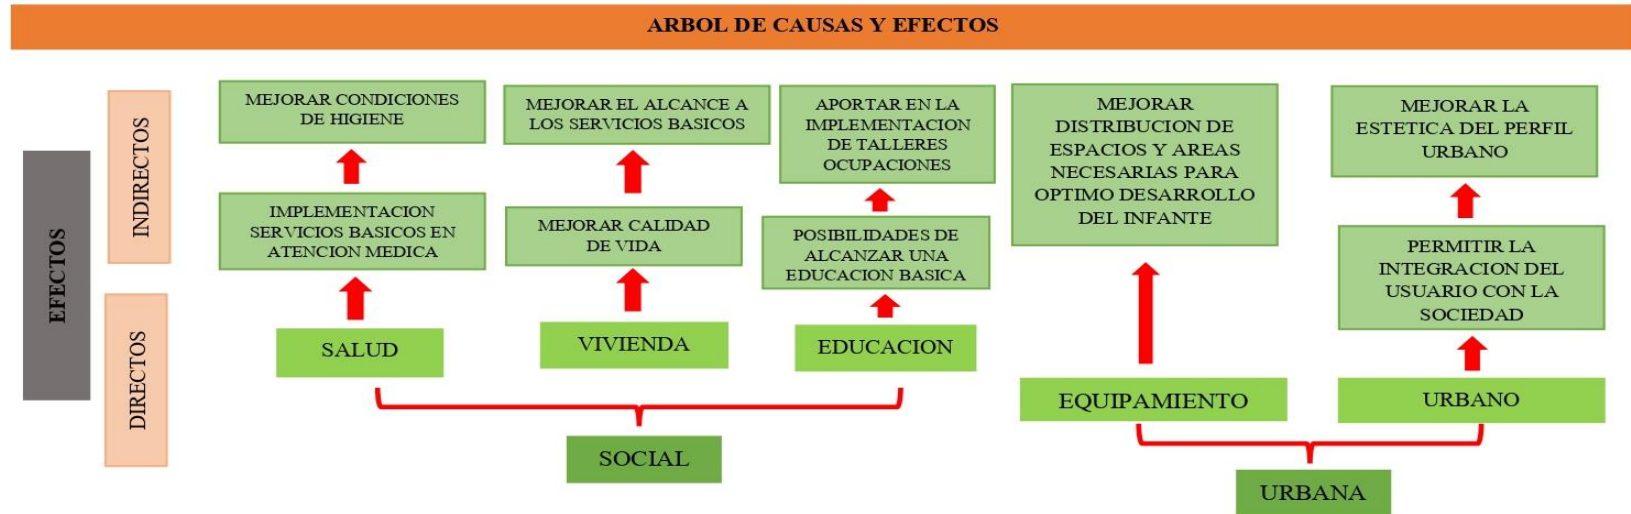 ARBOL DE CAUSAS Y EFECTOS
EFECTOS
INDIRECTOS
DIRECTOS
MEJORAR CONDICIONES
DE HIGIENE
IMPLEMENTACION
SERVICIOS BASICOS EN
ATENCION MEDICA
SALUD
MEJORAR EL ALCANCE A
LOS SERVICIOS BASICOS
MEJORAR CALIDAD
DE VIDA
VIVIENDA
APORTAR EN LA
IMPLEMENTACION
DE TALLERES
OCUPACIONES
POSIBILIDADES DE
ALCANZAR UNA
EDUCACION BASICA
EDUCACION
SOCIAL
MEJORAR
DISTRIBUCION DE
ESPACIOS Y AREAS
NECESARIAS PARA
OPTIMO DESARROLLO
DEL INFANTE
EQUIPAMIENTO
MEJORAR LA
ESTETICA DEL PERFIL
URBANO
PERMITIR LA
INTEGRACION DEL
USUARIO CON LA
SOCIEDAD
URBANO
URBANA